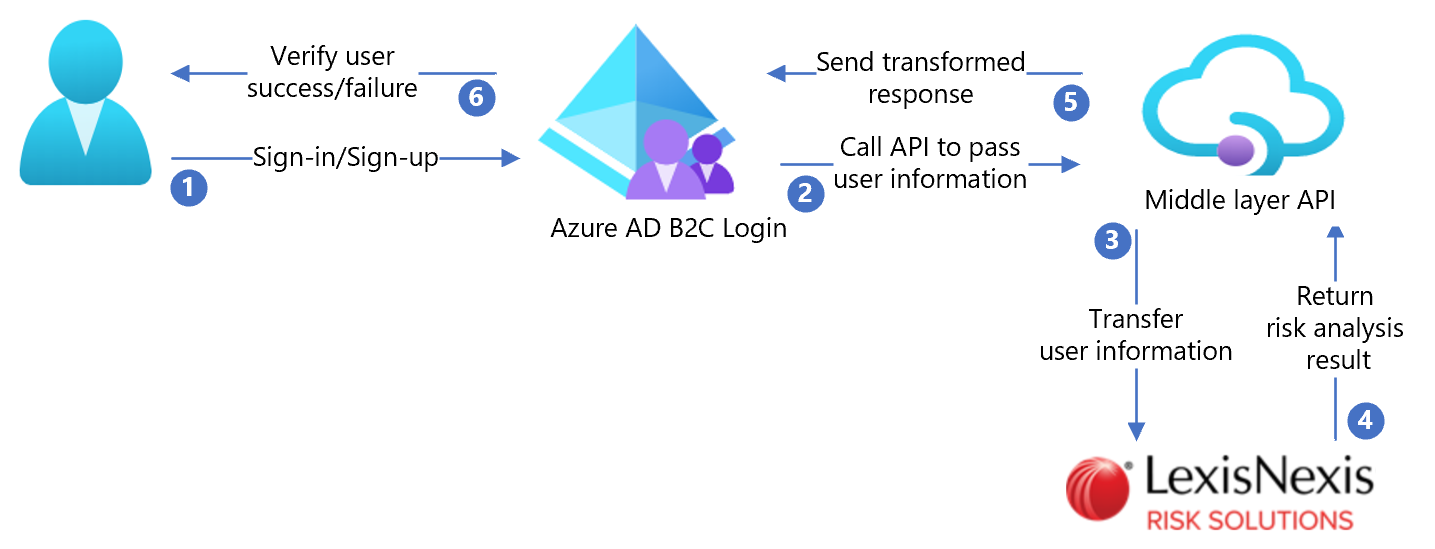 Verify user
success/failure
6
Sign-in/Sign-up
1
Azure AD B2C Login
Send transformed
response
5
Call API to pass
user information
2
Middle layer API
3
Transfer
user information
Return
risk analysis
result
4
LexisNexis
RISK SOLUTIONS